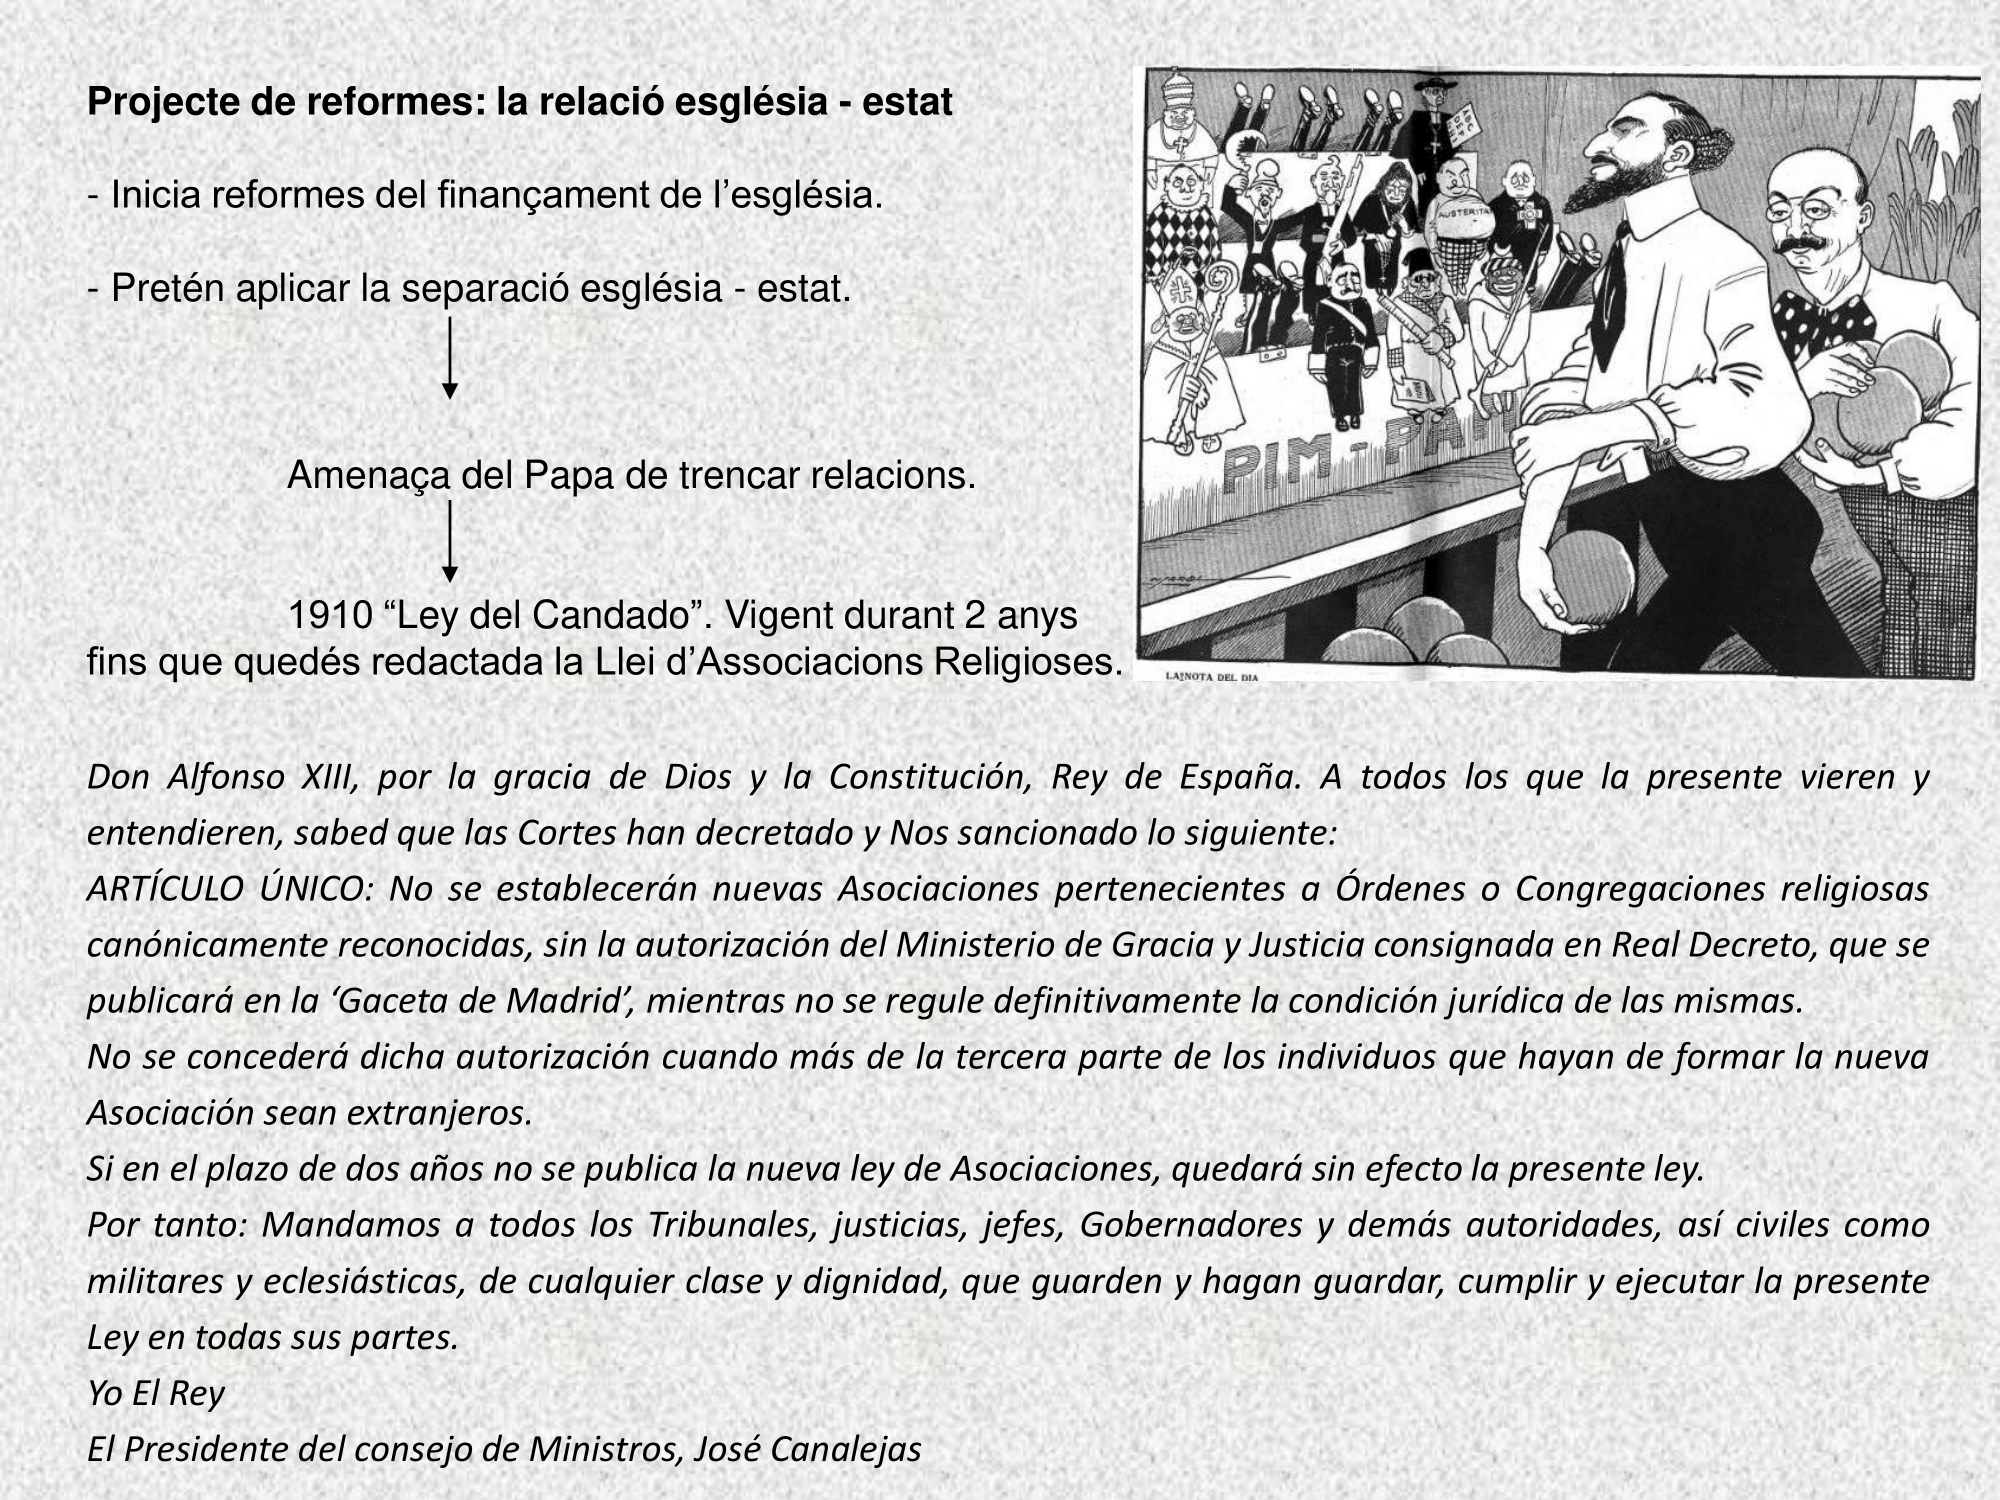 Projecte de reformes: la relació església - estat
- Inicia reformes del finançament de l’església.
- Pretén aplicar la separació església - estat.
Amenaça del Papa de trencar relacions.
1910 “Ley del Candado”. Vigent durant 2 anys
fins que quedés redactada la Llei d’Associacions Religioses.
AUSTERITAT
PIM - PAM
LA NOTA DEL DIA
Don Alfonso XIII, por la gracia de Dios y la Constitución, Rey de España. A todos los que la presente vieren y
entendieren, sabed que las Cortes han decretado y Nos sancionado lo siguiente:
ARTÍCULO ÚNICO: No se establecerán nuevas Asociaciones pertenecientes a Órdenes o Congregaciones religiosas
canónicamente reconocidas, sin la autorización del Ministerio de Gracia y Justicia consignada en Real Decreto, que se
publicará en la ‘Gaceta de Madrid’, mientras no se regule definitivamente la condición jurídica de las mismas.
No se concederá dicha autorización cuando más de la tercera parte de los individuos que hayan de formar la nueva
Asociación sean extranjeros.
Si en el plazo de dos años no se publica la nueva ley de Asociaciones, quedará sin efecto la presente ley.
Por tanto: Mandamos a todos los Tribunales, justicias, jefes, Gobernadores y demás autoridades, así civiles como
militares y eclesiásticas, de cualquier clase y dignidad, que guarden y hagan guardar, cumplir y ejecutar la presente
Ley en todas sus partes.
Yo El Rey
El Presidente del consejo de Ministros, José Canalejas